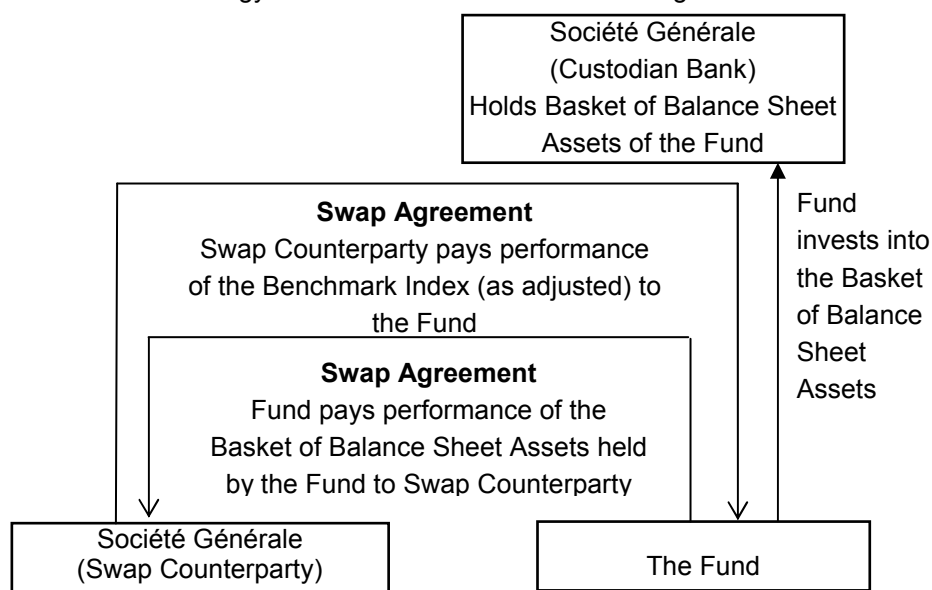 Société Générale
(Custodian Bank)
Holds Basket of Balance Sheet
Assets of the Fund
Swap Agreement
Swap Counterparty pays performance
of the Benchmark Index (as adjusted) to
the Fund
Fund
invests into
the Basket
of Balance
Sheet
Assets
Swap Agreement
Fund pays performance of the
Basket of Balance Sheet Assets held
by the Fund to Swap Counterparty
Société Générale
(Swap Counterparty)
The Fund